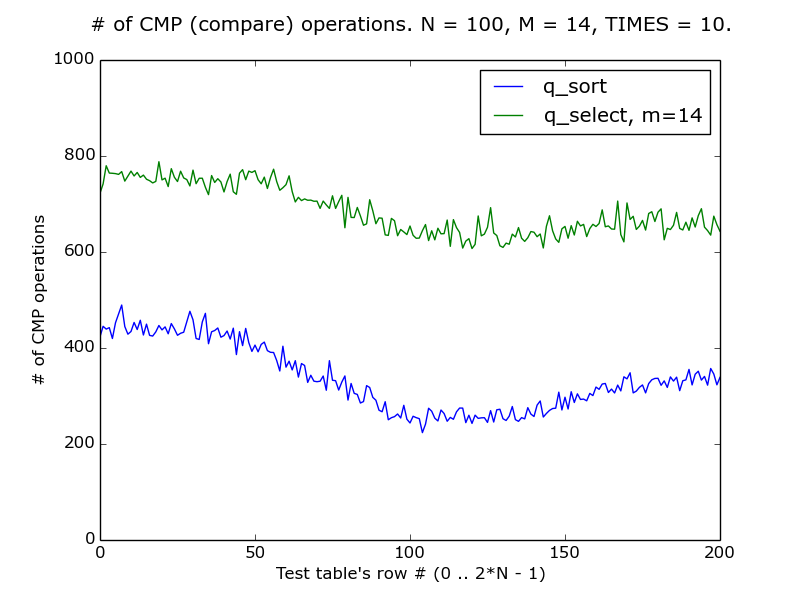 # of CMP (compare) operations. N = 100, M = 14, TIMES = 10.
1000
q_sort
q_select, m=14
800
600
# of CMP operations
400
200
0
0 50 100 150 200
Test table's row # (0 .. 2*N - 1)